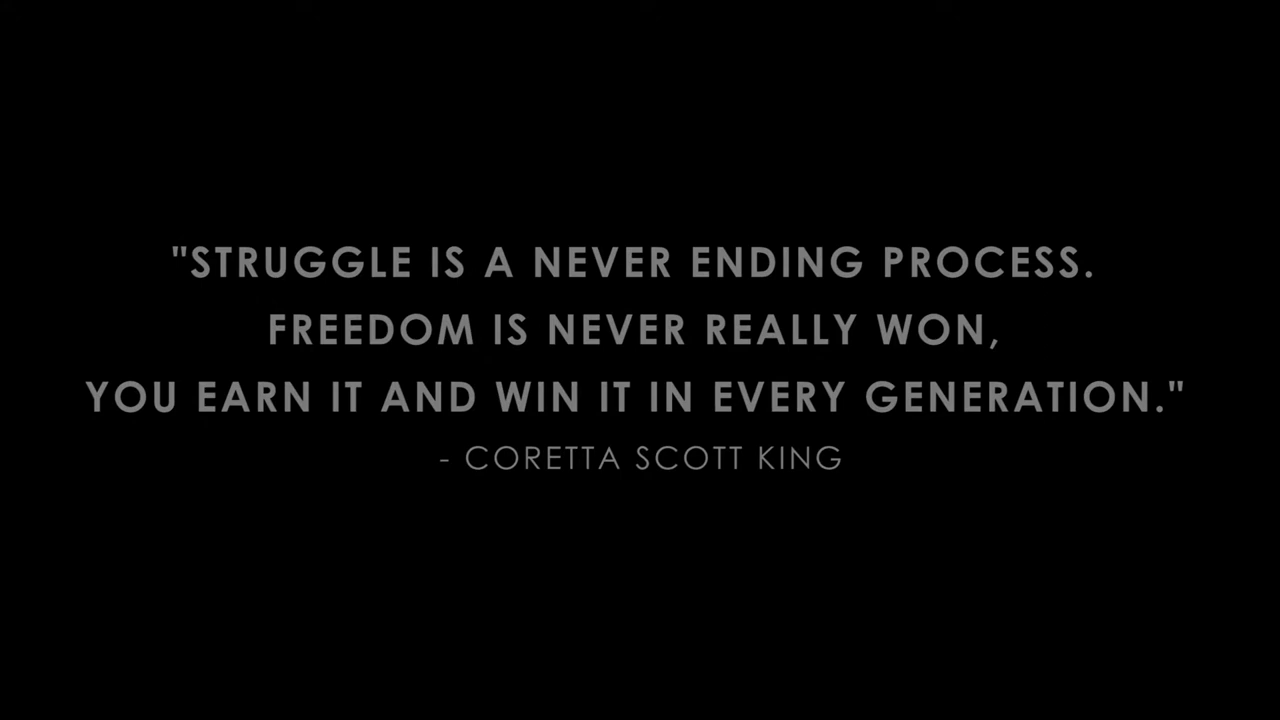 "STRUGGLE IS A NEVER ENDING PROCESS.
FREEDOM IS NEVER REALLY WON,
YOU EARN IT AND WIN IT IN EVERY GENERATION."
- CORETTA SCOTT KING